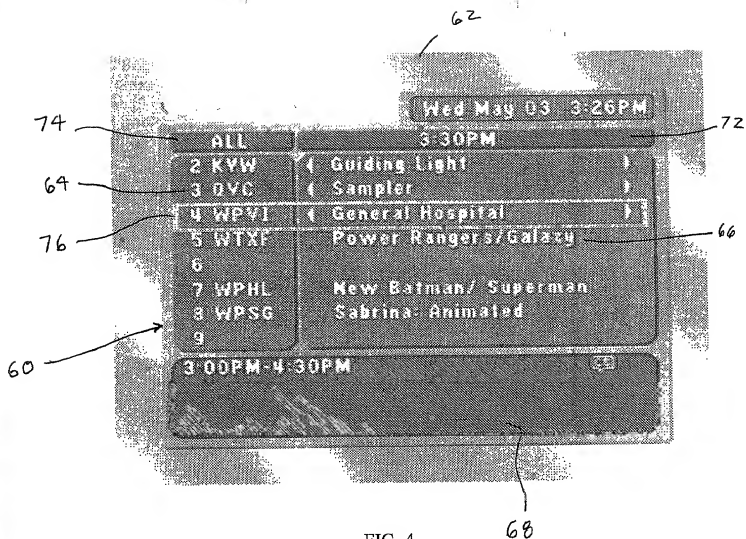 62
Wed May 03 3:26PM
74 ALL 3:30PM 72
2 KYW Guiding Light
64 3 QVC Sampler
4 WPVI General Hospital
76 5 WTXF Power Rangers/Galaxy 66
6
7 WPHL New Batman/ Superman
8 WPSG Sabrina: Animated
9
60 3:00PM-4:30PM
68
FIG. 4